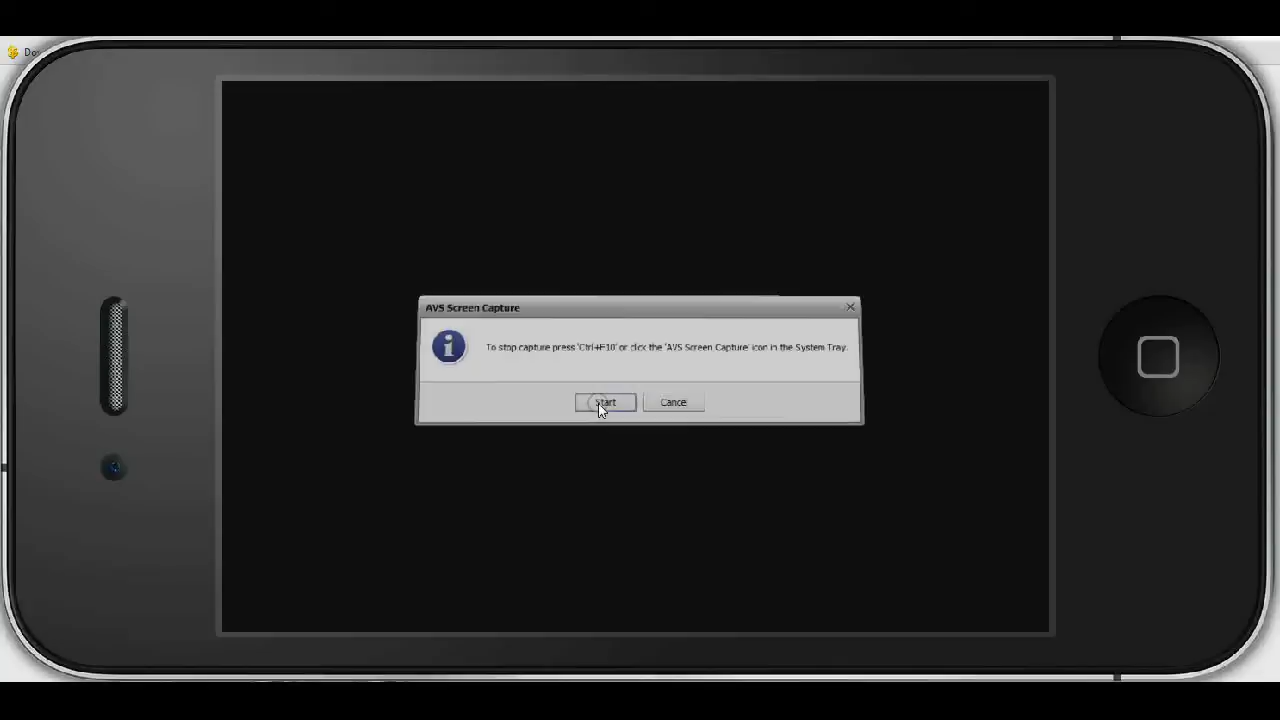 AVS Screen Capture
To stop capture press 'Ctrl+F10' or click the 'AVS Screen Capture' icon in the System Tray.
Start
Cancel